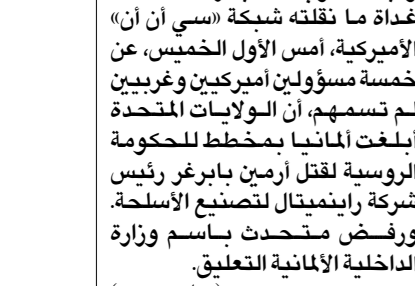 غداة ما نقلته شبكة «سي أن أن»
الأميركية، أمس الأول الخميس، عن
خمسة مسؤولين أميركيين وغربيين
لم تسمهم، أن الولايات المتحدة
أبلغت ألمانيا بمخطط للحكومة
الروسية لقتل أرمين بابرغر رئيس
شركة راينميتال لتصنيع الأسلحة.
ورفض متحدث باسم وزارة
الداخلية الألمانية التعليق.